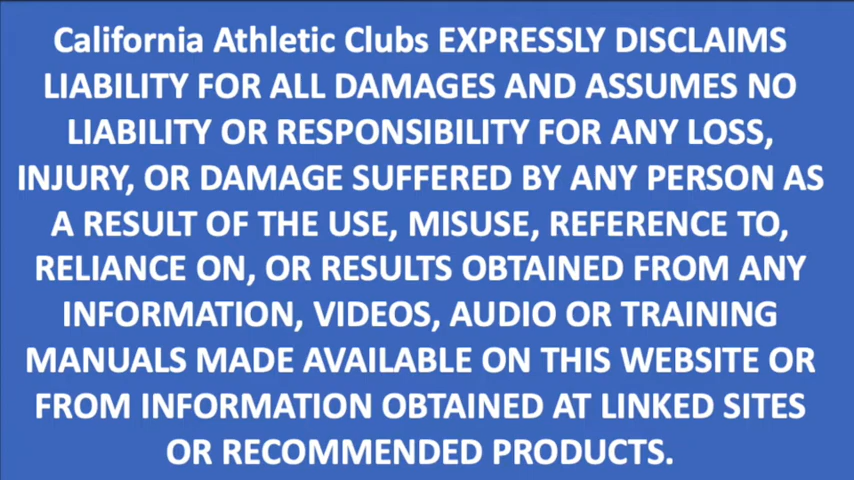 California Athletic Clubs EXPRESSLY DISCLAIMS
LIABILITY FOR ALL DAMAGES AND ASSUMES NO
LIABILITY OR RESPONSIBILITY FOR ANY LOSS,
INJURY, OR DAMAGE SUFFERED BY ANY PERSON AS
A RESULT OF THE USE, MISUSE, REFERENCE TO,
RELIANCE ON, OR RESULTS OBTAINED FROM ANY
INFORMATION, VIDEOS, AUDIO OR TRAINING
MANUALS MADE AVAILABLE ON THIS WEBSITE OR
FROM INFORMATION OBTAINED AT LINKED SITES
OR RECOMMENDED PRODUCTS.